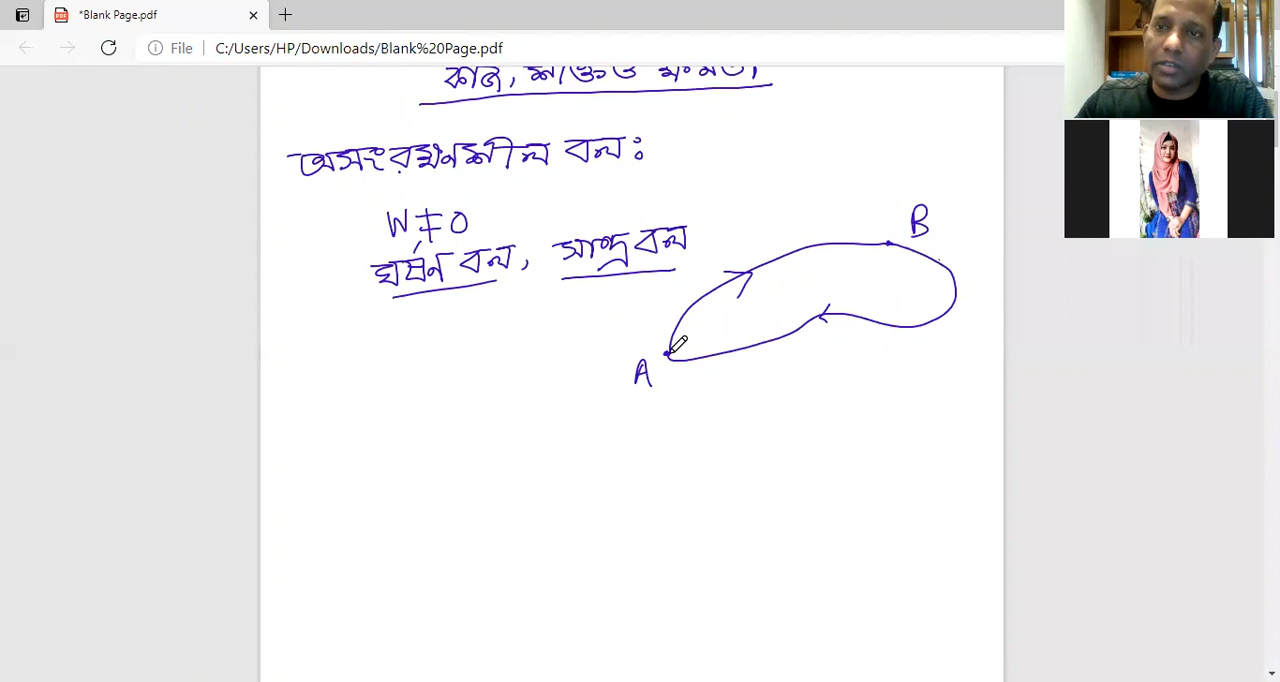 *Blank Page.pdf
File C:/Users/HP/Downloads/Blank%20Page.pdf
কাজ, শক্তি ও ক্ষমতা
অসংরক্ষণশীল বল:
W ≠ 0
ঘর্ষণ বল, সান্দ্র বল
B
A